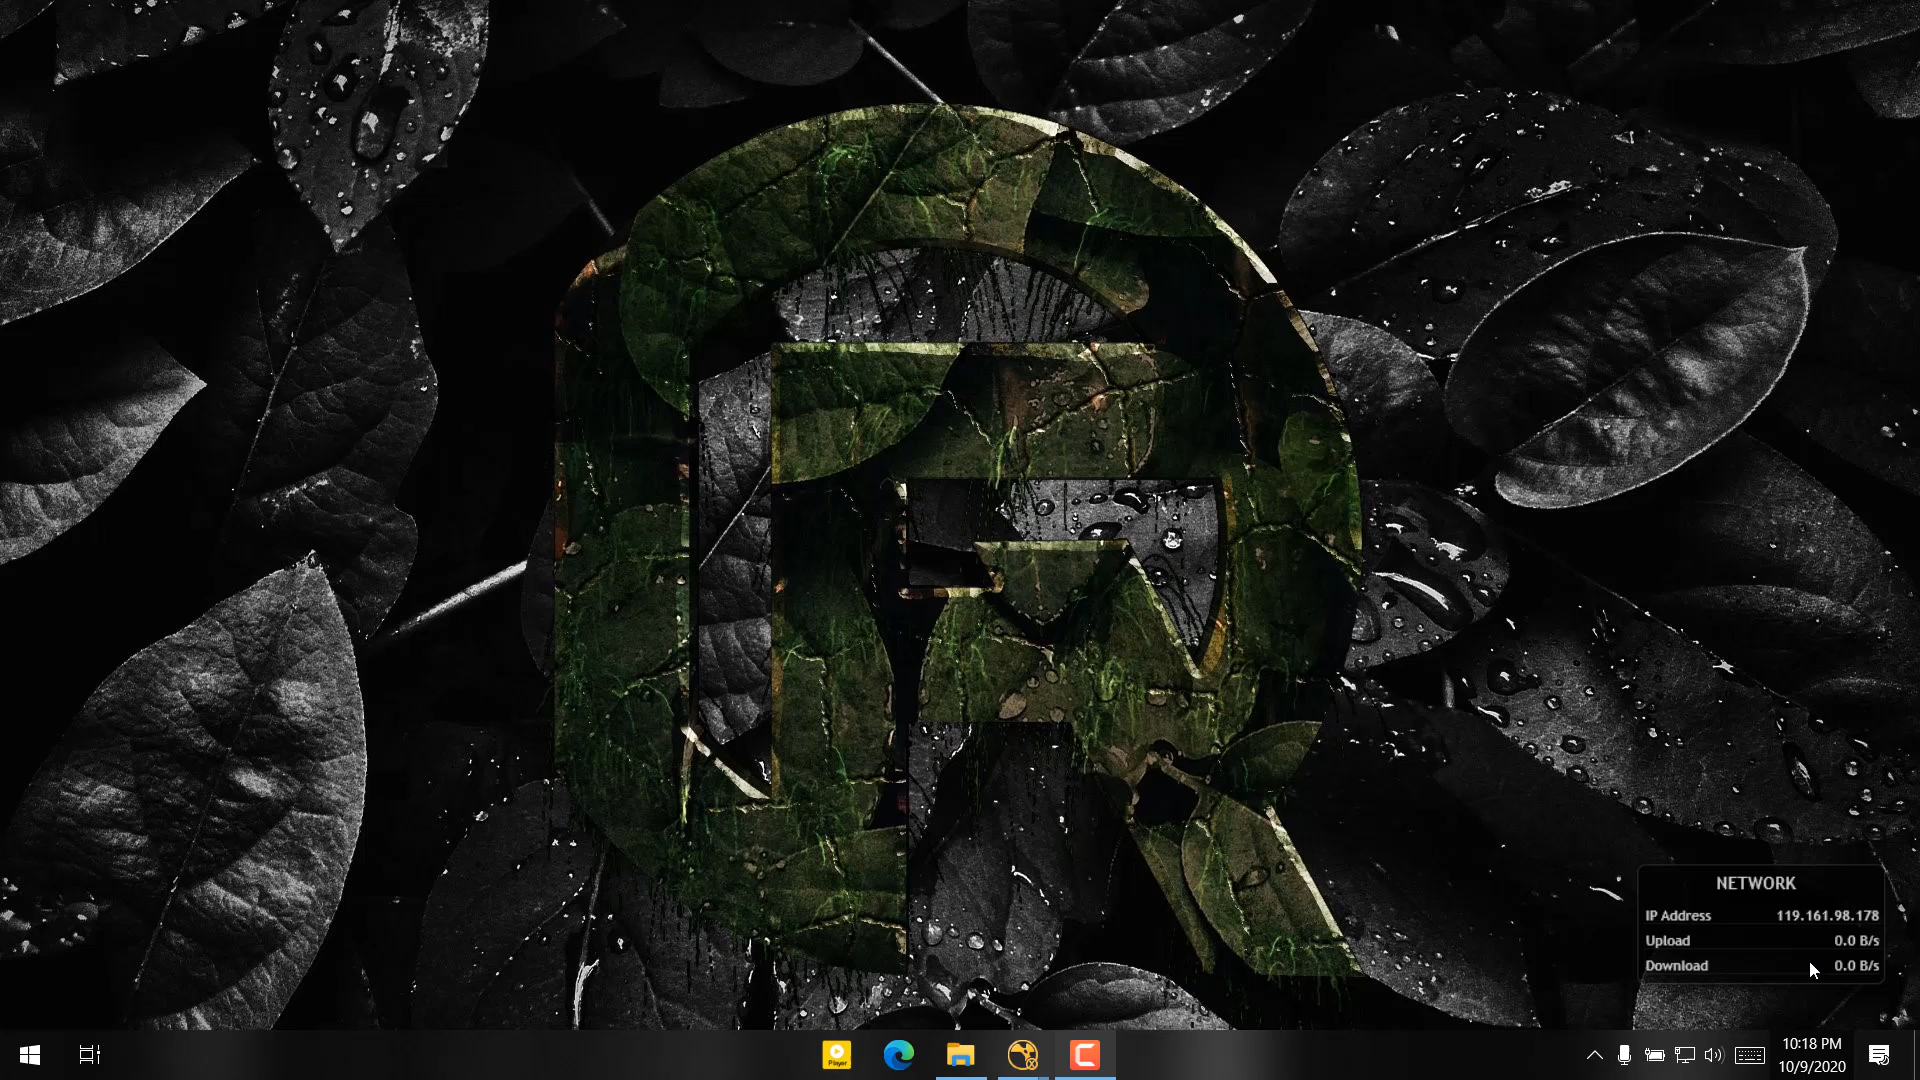 NETWORK
IP Address 119.161.98.178
Upload 0.0 B/s
Download 0.0 B/s
Player
10:18 PM
10/9/2020